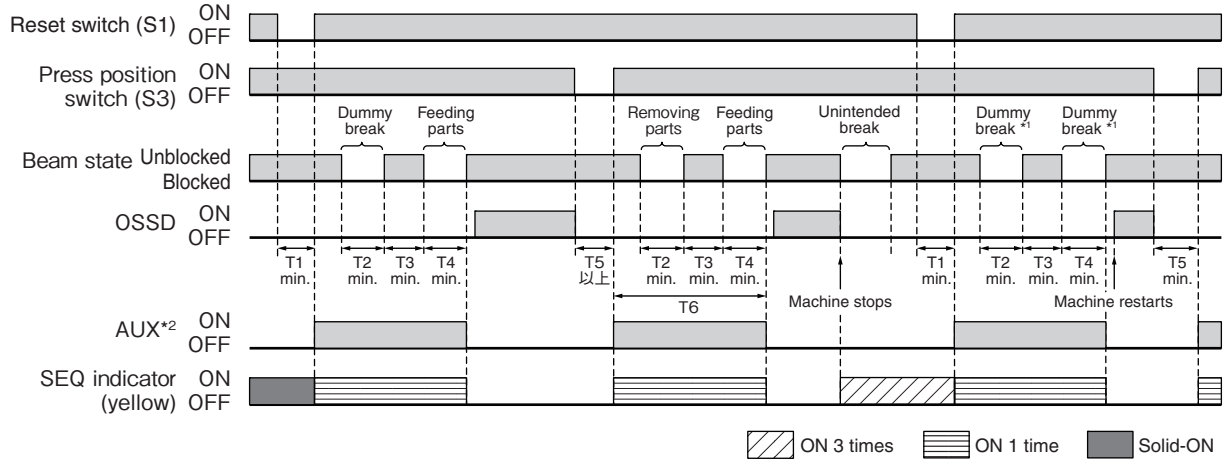 Reset switch (S1) ON
OFF
Press position switch (S3) ON
OFF
Dummy break
Feeding parts
Removing parts
Feeding parts
Unintended break
Dummy break *1
Dummy break *1
Beam state Unblocked
Blocked
OSSD ON
OFF
T1 min.
T2 min.
T3 min.
T4 min.
T5 以上
T2 min.
T3 min.
T4 min.
T1 min.
T2 min.
T3 min.
T4 min.
T5 min.
T6
Machine stops
Machine restarts
AUX*2 ON
OFF
SEQ indicator (yellow) ON
OFF
ON 3 times
ON 1 time
Solid-ON